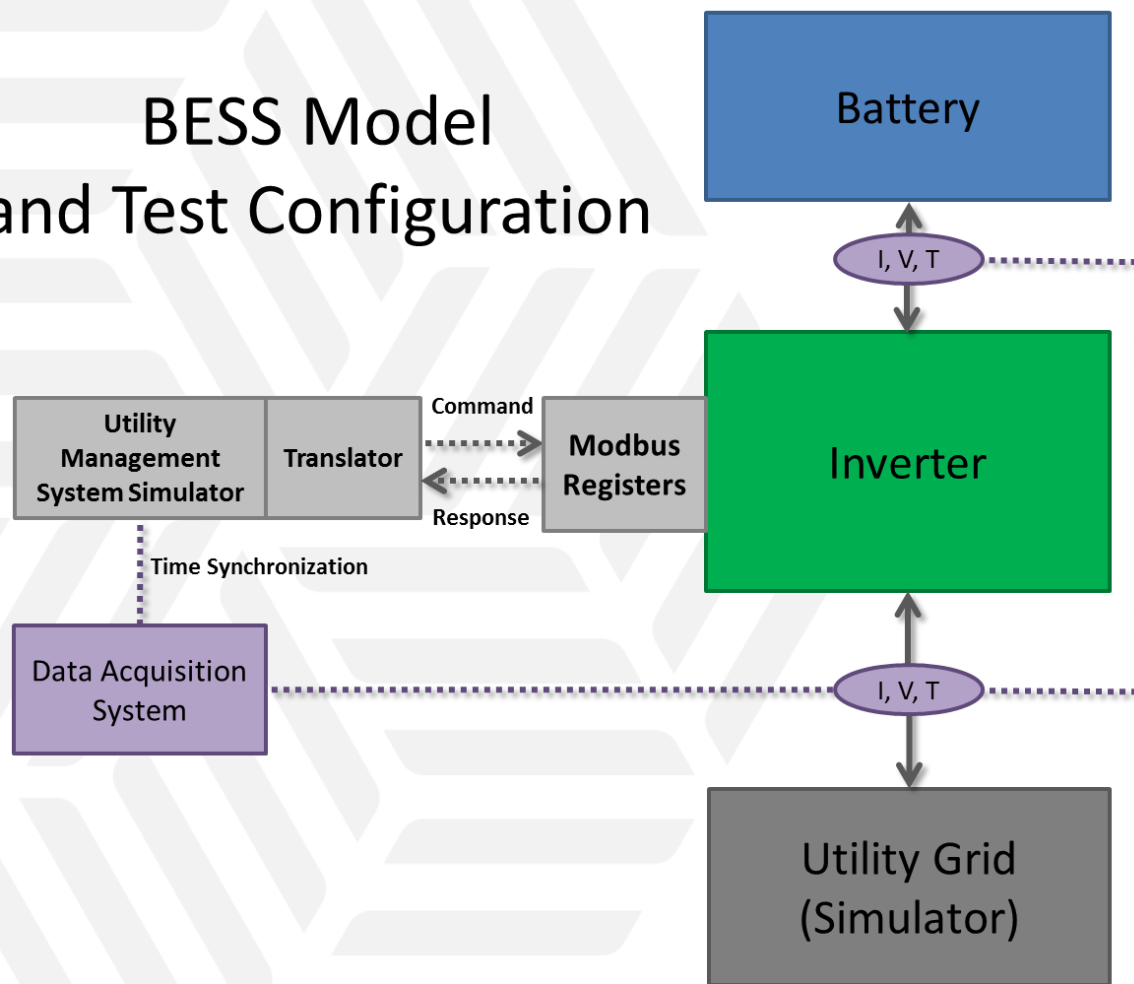 BESS Model
and Test Configuration
Battery
I, V, T
Inverter
Utility
Management
System Simulator
Translator
Command
Response
Modbus
Registers
Time Synchronization
Data Acquisition
System
I, V, T
Utility Grid
(Simulator)